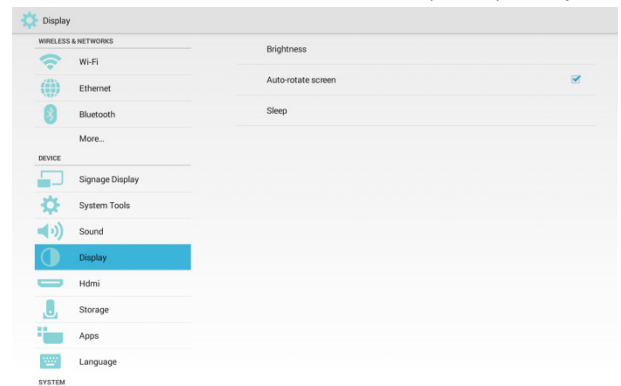 Display
WIRELESS & NETWORKS
Wi-Fi
Ethernet
Bluetooth
More...
DEVICE
Signage Display
System Tools
Sound
Display
Hdmi
Storage
Apps
Language
SYSTEM
Brightness
Auto-rotate screen
Sleep